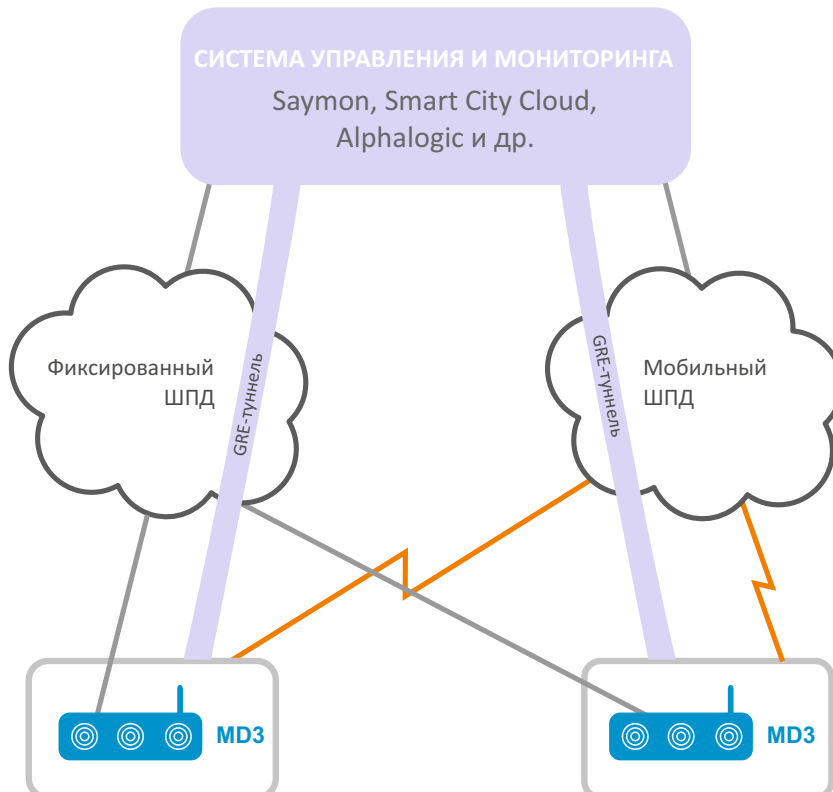 СИСТЕМА УПРАВЛЕНИЯ И МОНИТОРИНГА
Saymon, Smart City Cloud,
Alphalogic и др.
Фиксированный
ШПД
GRE-туннель
GRE-туннель
Мобильный
ШПД
MD3
MD3